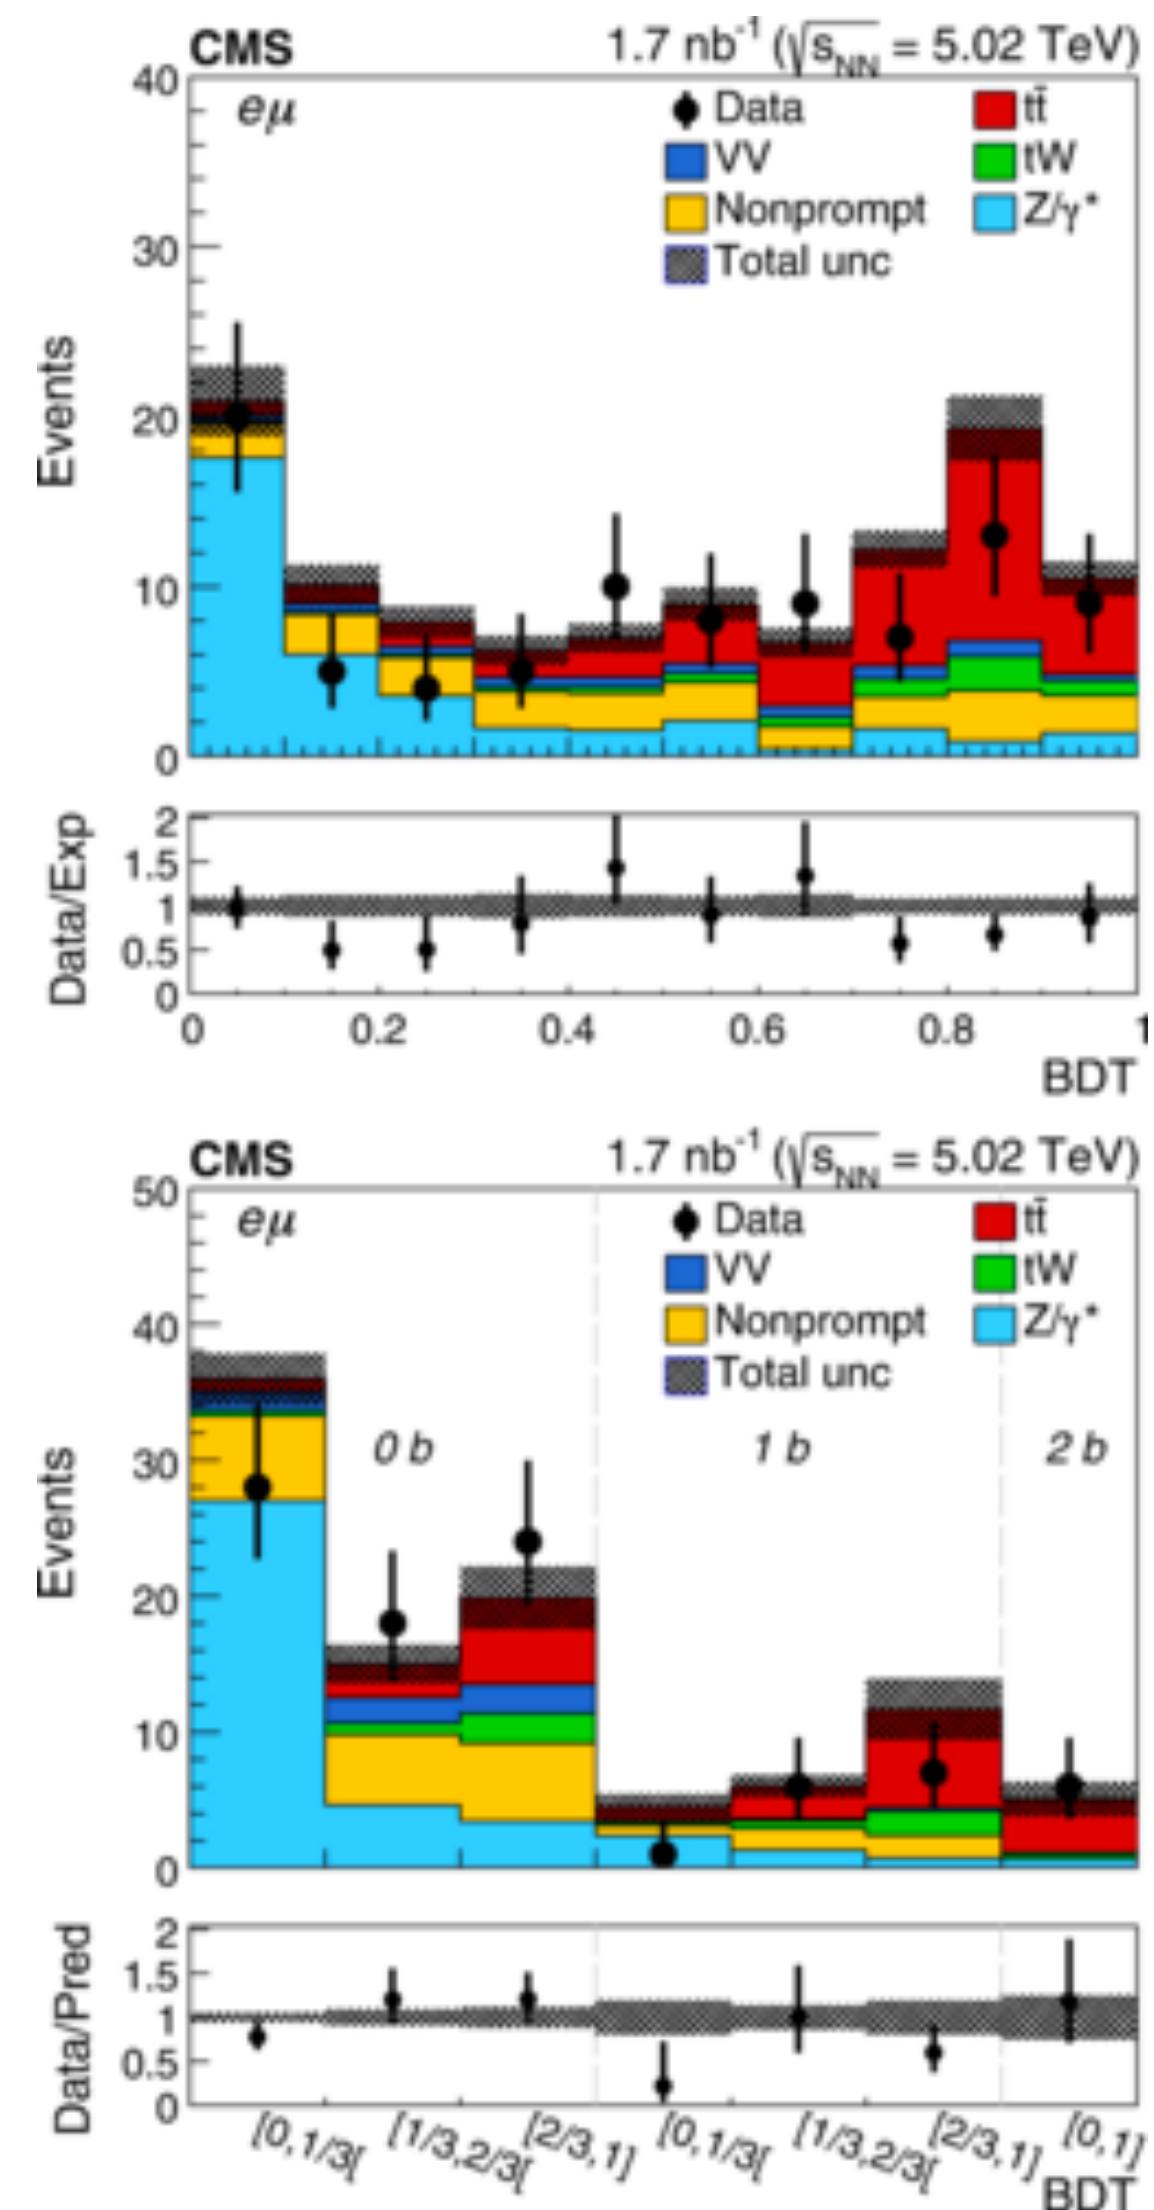 CMS 1.7 nb⁻¹ (√s_NN = 5.02 TeV)
40
eμ
Data
tt̄
VV
tW
Nonprompt
Z/γ*
Total unc
30
20
10
0
Events
2
1.5
1
0.5
0
Data/Exp
0 0.2 0.4 0.6 0.8 1
BDT
CMS 1.7 nb⁻¹ (√s_NN = 5.02 TeV)
50
eμ
Data
tt̄
VV
tW
Nonprompt
Z/γ*
Total unc
0 b 1 b 2 b
40
30
20
10
0
Events
2
1.5
1
0.5
0
Data/Pred
[0,1/3[ [1/3,2/3[ [2/3,1] [0,1/3[ [1/3,2/3[ [2/3,1] [0,1]
BDT